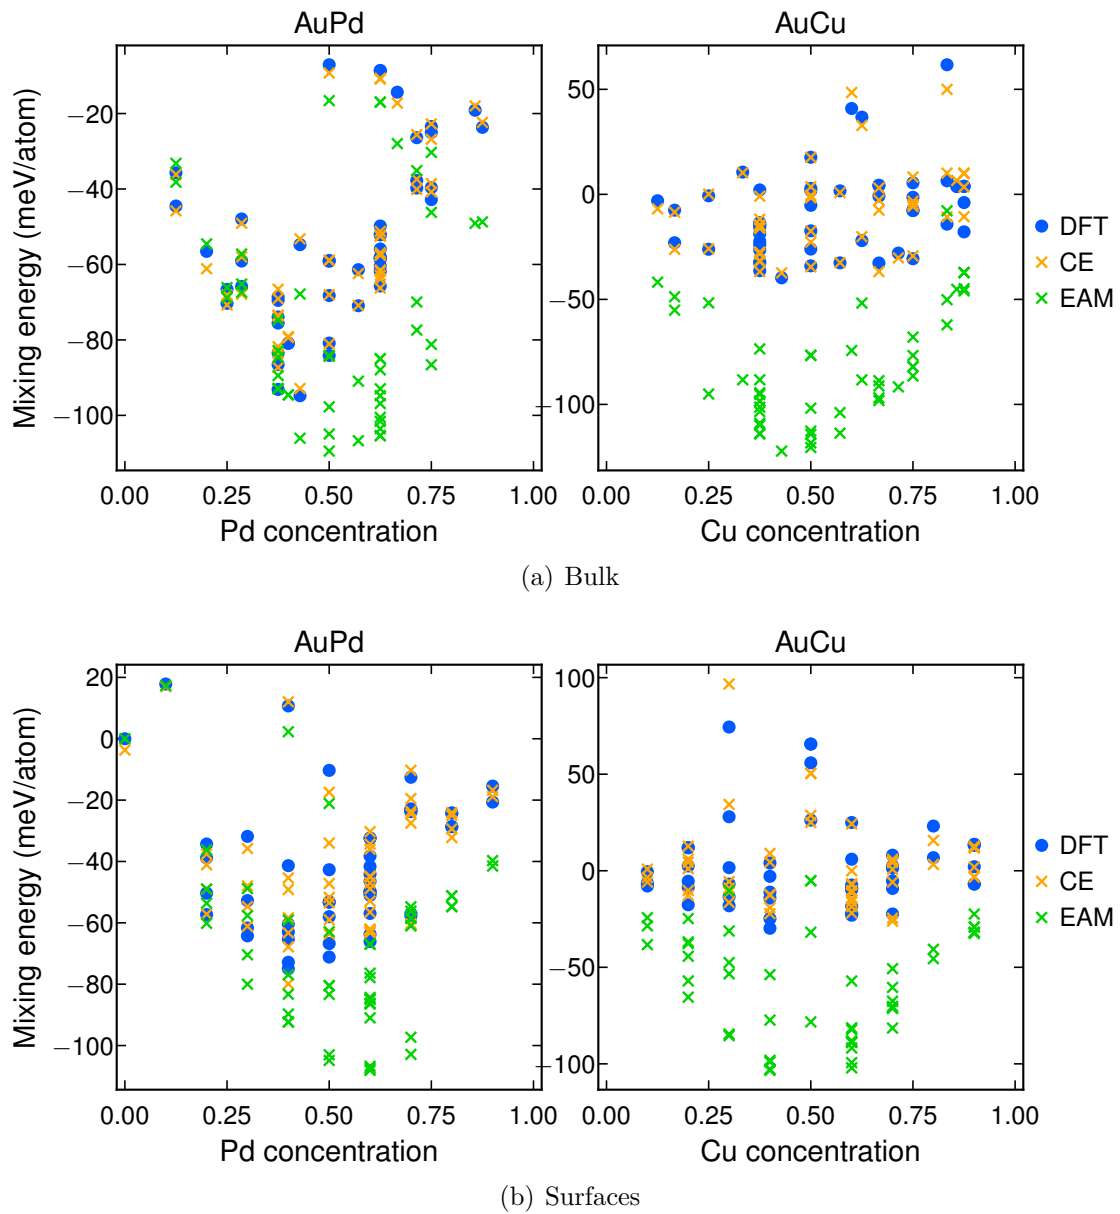 AuPd
AuCu
Mixing energy (meV/atom)
−20
−40
−60
−80
−100
0.00 0.25 0.50 0.75 1.00
Pd concentration
50
0
−50
−100
0.00 0.25 0.50 0.75 1.00
Cu concentration
DFT
CE
EAM
(a) Bulk
AuPd
AuCu
Mixing energy (meV/atom)
20
0
−20
−40
−60
−80
−100
0.00 0.25 0.50 0.75 1.00
Pd concentration
100
50
0
−50
−100
0.00 0.25 0.50 0.75 1.00
Cu concentration
DFT
CE
EAM
(b) Surfaces